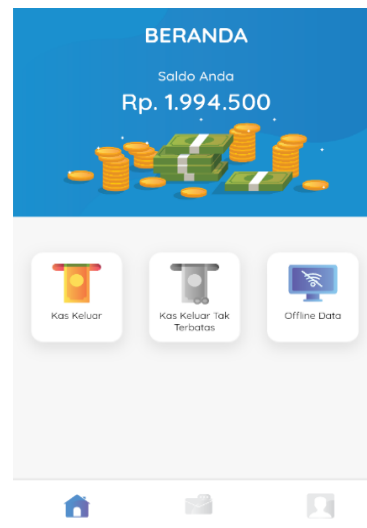 BERANDA
Saldo Anda
Rp. 1.994.500
Kas Keluar
Kas Keluar Tak
Terbatas
Offline Data